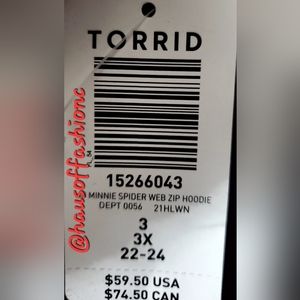 TORRID
15266043
MINNIE SPIDER WEB ZIP HOODIE
DEPT 0056 21HLWN
3
3X
22-24
$59.50 USA
$74.50 CAN
@hausoffashionc